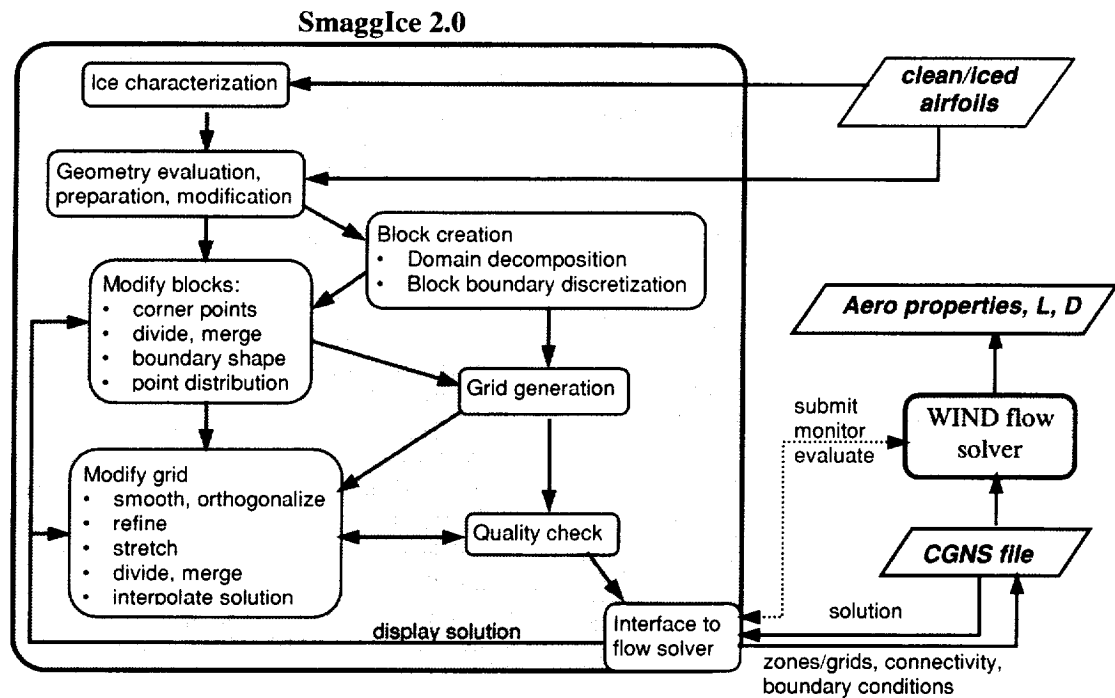 SmaggIce 2.0
Ice characterization
clean/iced
airfoils
Geometry evaluation,
preparation, modification
Block creation
• Domain decomposition
• Block boundary discretization
Modify blocks:
• corner points
• divide, merge
• boundary shape
• point distribution
Aero properties, L, D
Grid generation
submit
monitor
evaluate
WIND flow
solver
Modify grid
• smooth, orthogonalize
• refine
• stretch
• divide, merge
• interpolate solution
Quality check
CGNS file
Interface to
flow solver
solution
display solution
zones/grids, connectivity,
boundary conditions